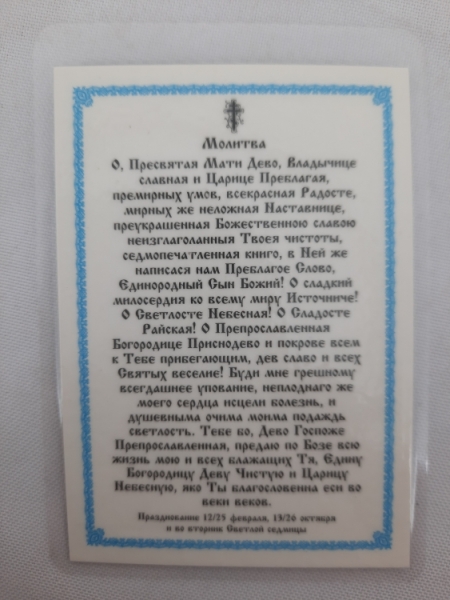 Молитва
О, Пресвятая Мати Дево, Владычице
славная и Царице Преблагая,
премирных умов, всекрасная Радосте,
мирных же неложная Наставнице,
преукрашенная Божественною славою
неизглаголанныя Твоея чистоты,
седмопечатленная книго, в Ней же
написася нам Преблагое Слово,
Единородный Сын Божий! О сладкий
милосердия ко всему миру Источниче!
О Светлосте Небесная! О Сладосте
Райская! О Препрославленная
Богородице Приснодево и покрове всем
к Тебе прибегающим, дев славо и всех
Святых веселие! Буди мне грешному
всегдашнее упование, неплоднаго же
моего сердца исцели болезнь, и
душевныма очима моима подаждь
светлость. Тебе бо, Дево Госпоже
Препрославленная, предаю по Бозе всю
жизнь мою и всех блажащих Тя, Едину
Богородицу Деву Чистую и Царицу
Небесную, яко Ты благословенна еси во
веки веков.
Празднование 12/25 февраля, 13/26 октября
и во вторник Светлой седмицы